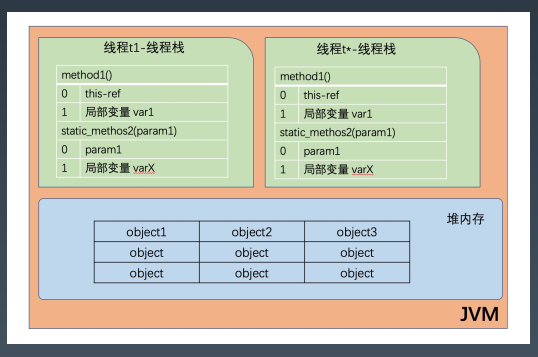 线程t1-线程栈
method1()
0 this-ref
1 局部变量 var1
static_methos2(param1)
0 param1
1 局部变量 varX
线程t*-线程栈
method1()
0 this-ref
1 局部变量 var1
static_methos2(param1)
0 param1
1 局部变量 varX
堆内存
object1 object2 object3
object object object
object object object
JVM